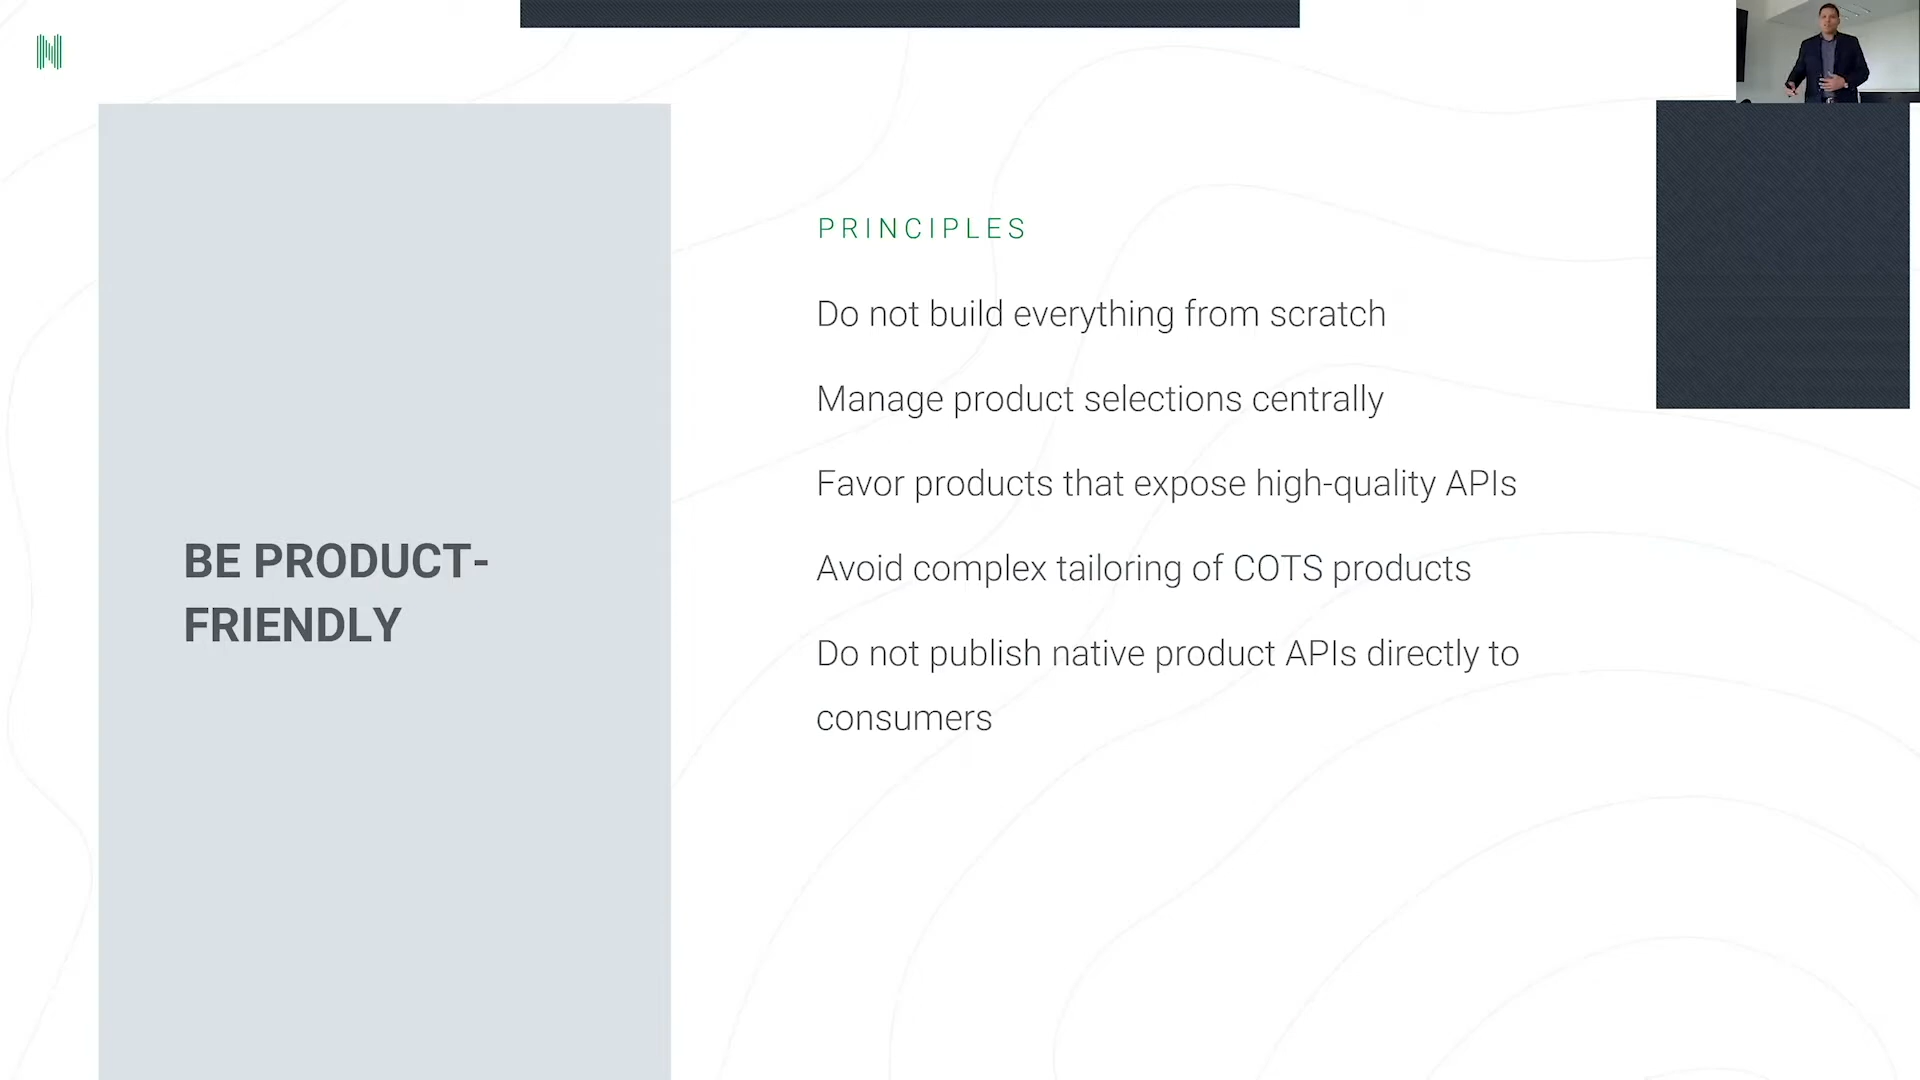 BE PRODUCT-
FRIENDLY
PRINCIPLES
Do not build everything from scratch
Manage product selections centrally
Favor products that expose high-quality APIs
Avoid complex tailoring of COTS products
Do not publish native product APIs directly to
consumers